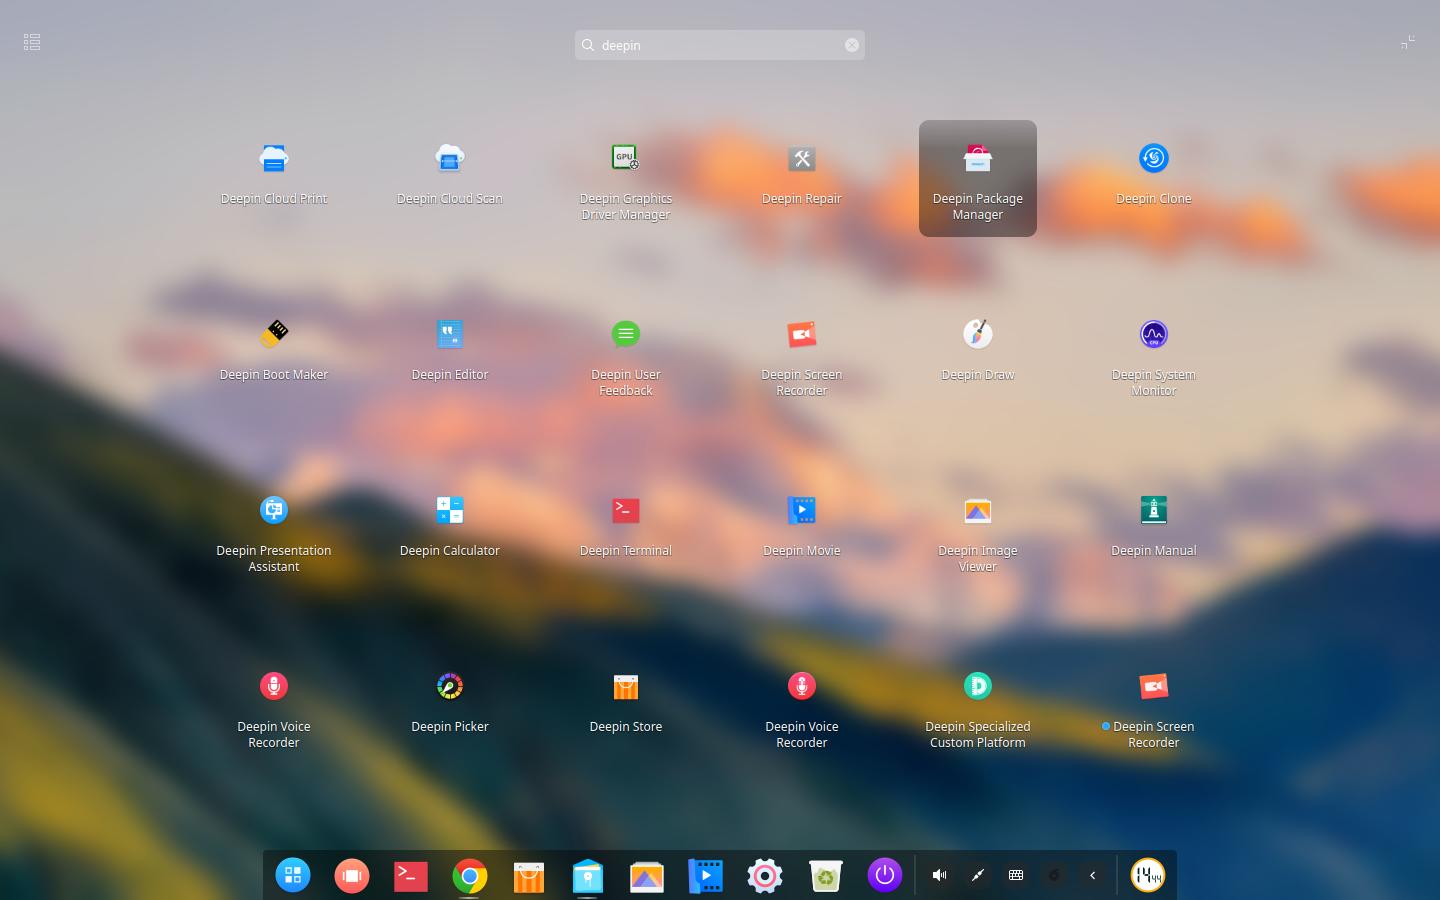 deepin
Deepin Cloud Print
Deepin Cloud Scan
GPU
Deepin Graphics
Driver Manager
Deepin Repair
Deepin Package
Manager
Deepin Clone
Deepin Boot Maker
Deepin Editor
Deepin User
Feedback
Deepin Screen
Recorder
Deepin Draw
CPU
Deepin System
Monitor
Deepin Presentation
Assistant
Deepin Calculator
Deepin Terminal
Deepin Movie
Deepin Image
Viewer
Deepin Manual
Deepin Voice
Recorder
Deepin Picker
Deepin Store
Deepin Voice
Recorder
Deepin Specialized
Custom Platform
Deepin Screen
Recorder
14 44